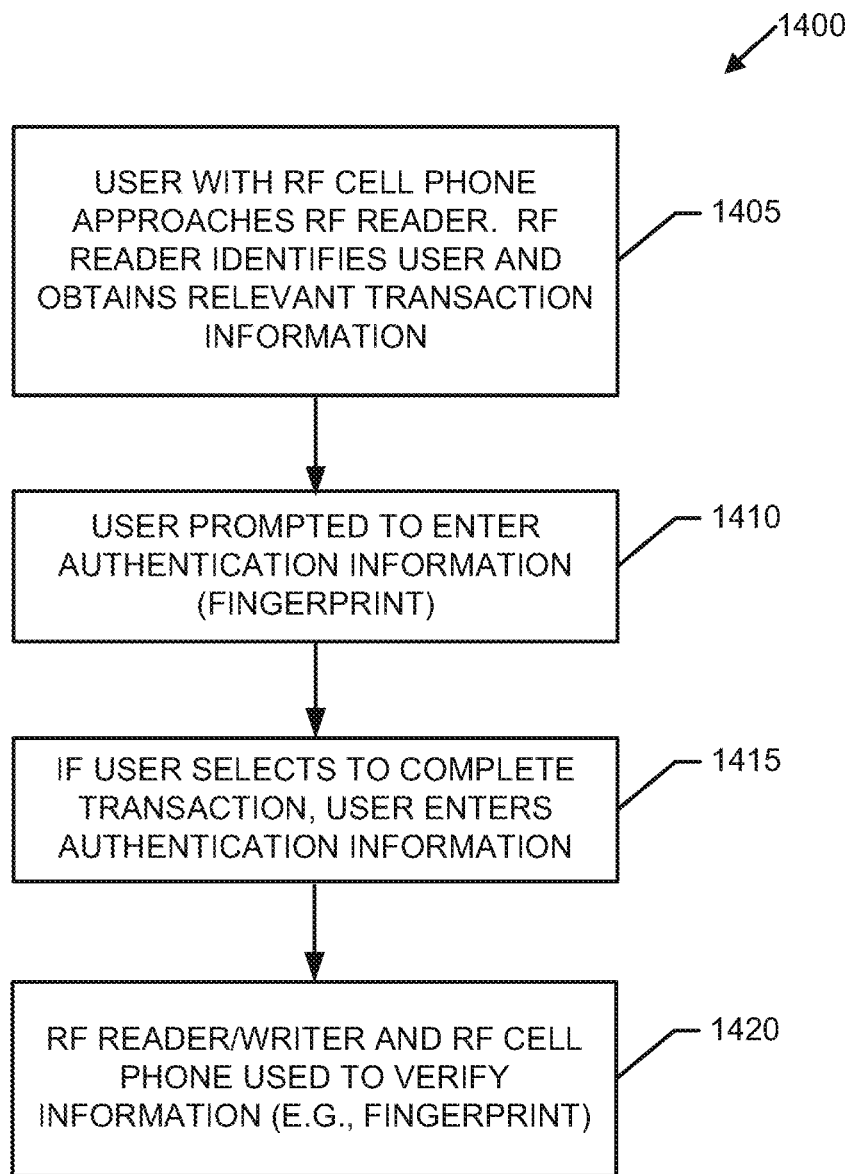 1400
USER WITH RF CELL PHONE
APPROACHES RF READER. RF
READER IDENTIFIES USER AND
OBTAINS RELEVANT TRANSACTION
INFORMATION
1405
USER PROMPTED TO ENTER
AUTHENTICATION INFORMATION
(FINGERPRINT)
1410
IF USER SELECTS TO COMPLETE
TRANSACTION, USER ENTERS
AUTHENTICATION INFORMATION
1415
RF READER/WRITER AND RF CELL
PHONE USED TO VERIFY
INFORMATION (E.G., FINGERPRINT)
1420